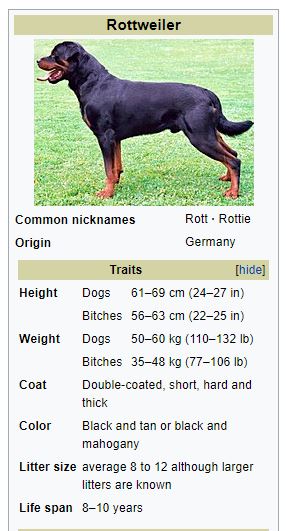 Rottweiler
Common nicknames Rott · Rottie
Origin Germany
Traits [hide]
Height Dogs 61–69 cm (24–27 in)
Bitches 56–63 cm (22–25 in)
Weight Dogs 50–60 kg (110–132 lb)
Bitches 35–48 kg (77–106 lb)
Coat Double-coated, short, hard and
thick
Color Black and tan or black and
mahogany
Litter size average 8 to 12 although larger
litters are known
Life span 8–10 years